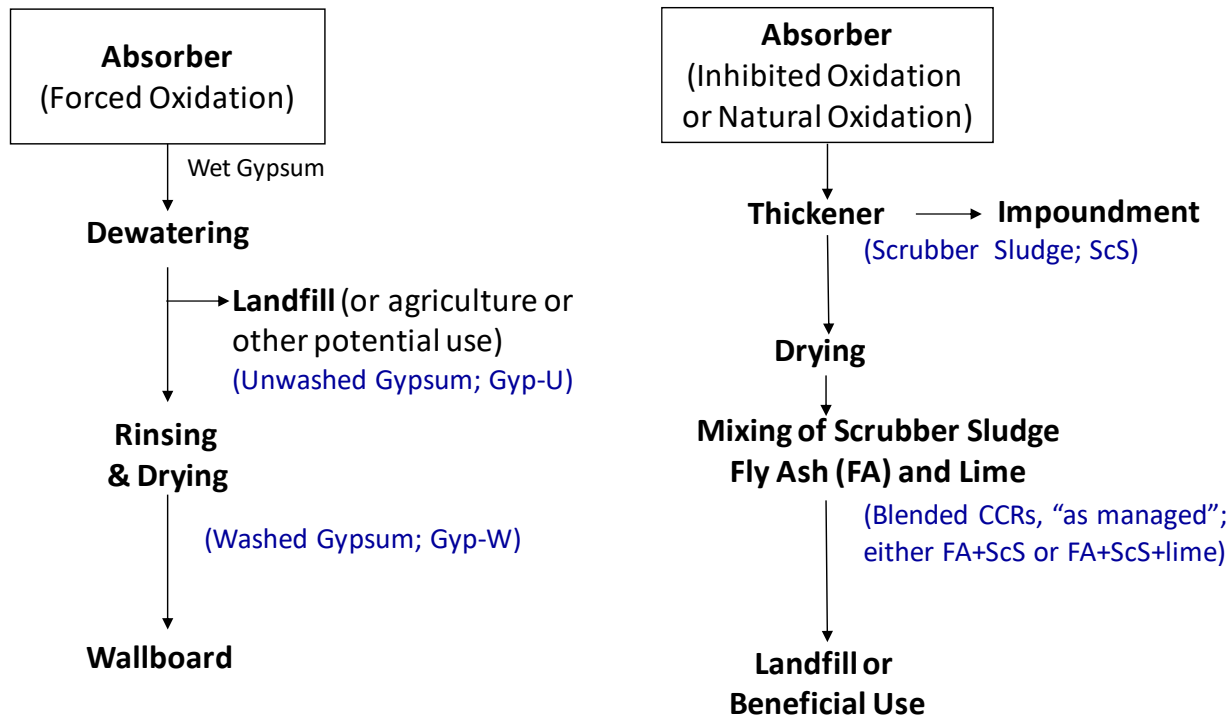 Absorber
(Forced Oxidation)
Wet Gypsum
Dewatering
Landfill (or agriculture or
other potential use)
(Unwashed Gypsum; Gyp-U)
Rinsing
& Drying
(Washed Gypsum; Gyp-W)
Wallboard
Absorber
(Inhibited Oxidation
or Natural Oxidation)
Thickener
Impoundment
(Scrubber Sludge; ScS)
Drying
Mixing of Scrubber Sludge
Fly Ash (FA) and Lime
(Blended CCRs, “as managed”;
either FA+ScS or FA+ScS+lime)
Landfill or
Beneficial Use